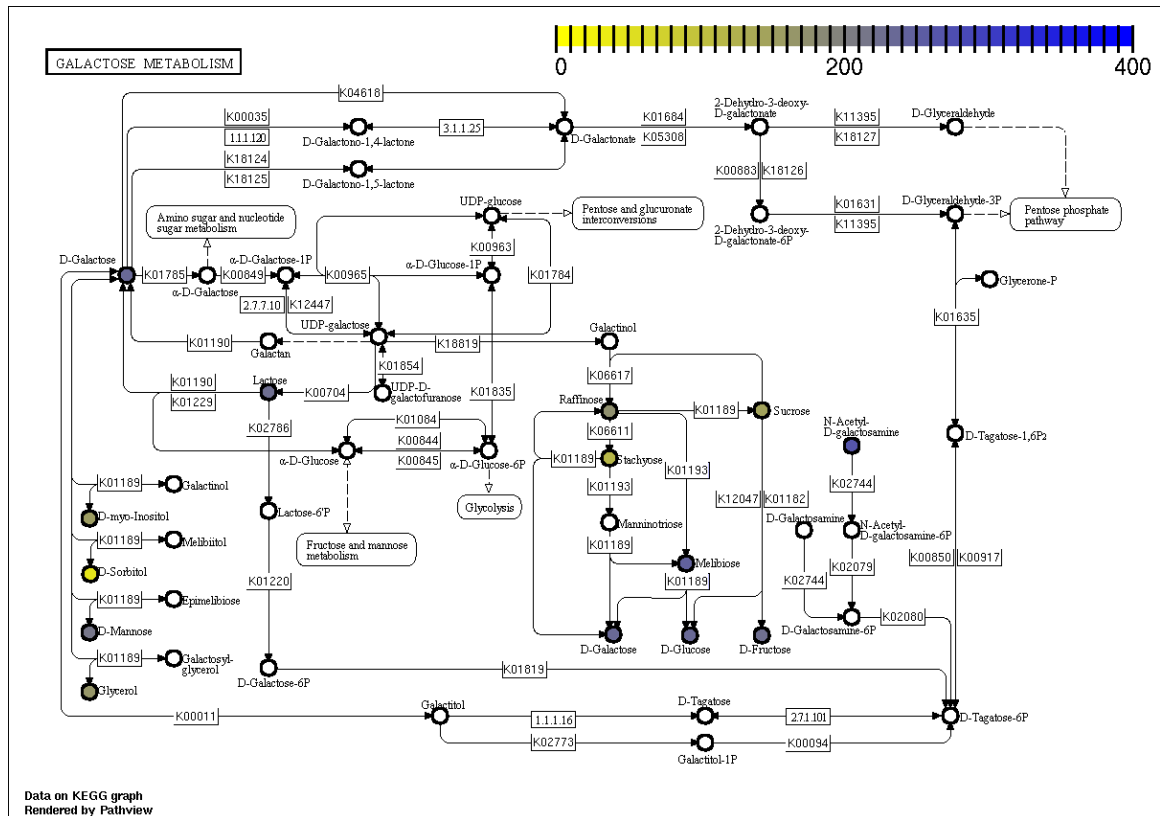 GALACTOSE METABOLISM
0
200
400
K04618
K00035
1.1.1.120
D-Galactono-1,4-lactone
3.1.1.25
D-Galactonate
K01684
K05308
2-Dehydro-3-deoxy-
D-galactonate
K11395
K18127
D-Glyceraldehyde
K18124
K18125
D-Galactono-1,5-lactone
K00883
K18126
Amino sugar and nucleotide
sugar metabolism
UDP-glucose
Pentose and glucuronate
interconversions
2-Dehydro-3-deoxy-
D-galactonate-6P
K01631
K11395
D-Glyceraldehyde-3P
Pentose phosphate
pathway
K00963
D-Galactose
K01785
α-D-Galactose
K00849
α-D-Galactose-1P
K00965
α-D-Glucose-1P
K01784
Glycerone-P
2.7.7.10
K12447
K01635
UDP-galactose
K18819
Galactinol
K01190
Galactan
K01854
UDP-D-
galactofuranose
K01190
K01229
Lactose
K00704
K01835
K06617
K02786
K01084
K00844
K00845
α-D-Glucose
α-D-Glucose-6P
Raffinose
K01189
Sucrose
K06611
K01189
Stachyose
K01193
K01193
N-Acetyl-
D-galactosamine
D-Tagatose-1,6P2
K01189
Galactinol
D-myo-Inositol
Lactose-6'P
Glycolysis
Manninotriose
K12047
K01182
K02744
D-Galactosamine
N-Acetyl-
D-galactosamine-6P
K01189
Melibiitol
D-Sorbitol
Fructose and mannose
metabolism
K01189
Melibiose
K00850
K00917
K01220
K01189
K02744
K02079
K01189
Epimelibiose
D-Mannose
D-Galactose
D-Glucose
D-Fructose
D-Galactosamine-6P
K02080
K01189
Galactosyl-
glycerol
Glycerol
D-Galactose-6P
K01819
K00011
Galactitol
1.1.1.16
D-Tagatose
2.7.1.101
D-Tagatose-6P
K02773
Galactitol-1P
K00094
Data on KEGG graph
Rendered by Pathview